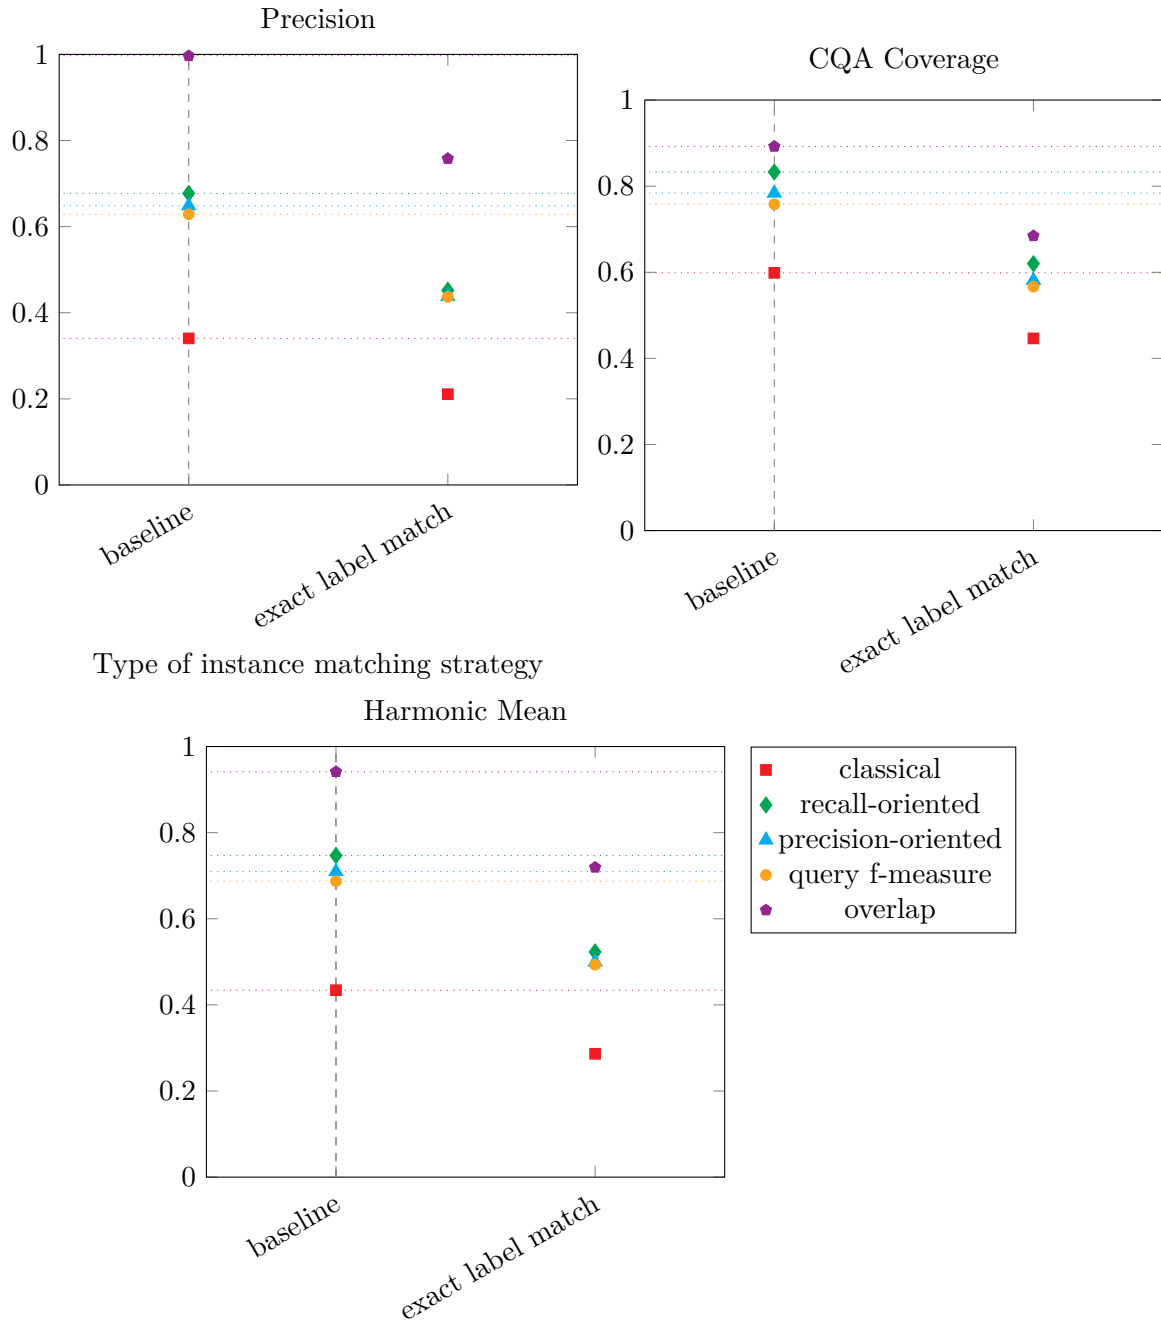 Precision
1
0.8
0.6
0.4
0.2
0
baseline
exact label match
CQA Coverage
1
0.8
0.6
0.4
0.2
0
baseline
exact label match
Type of instance matching strategy
Harmonic Mean
1
0.8
0.6
0.4
0.2
0
baseline
exact label match
classical
recall-oriented
precision-oriented
query f-measure
overlap